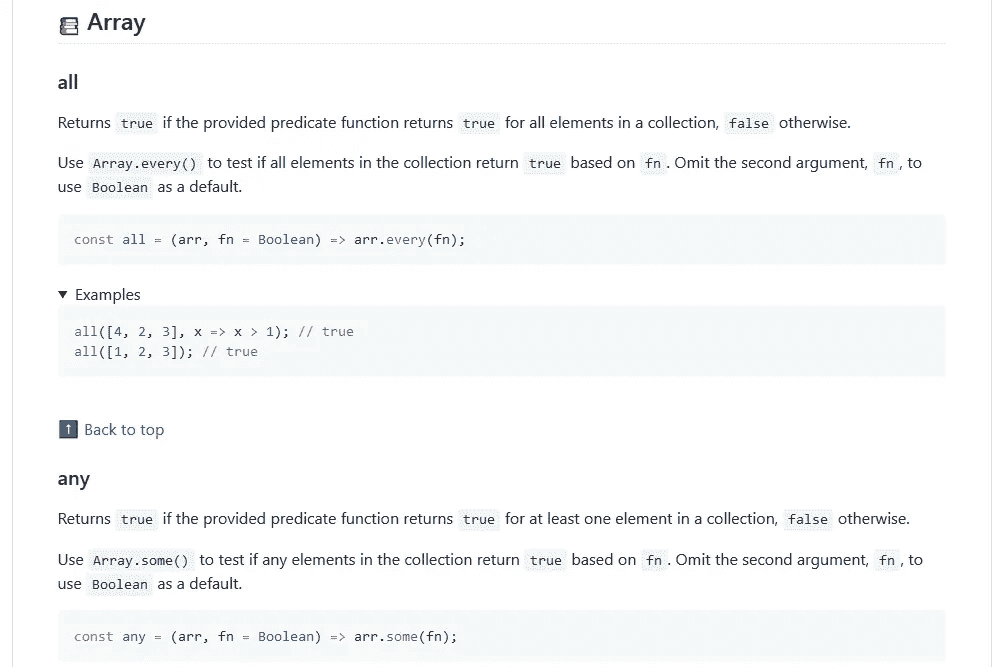 Array
all
Returns true if the provided predicate function returns true for all elements in a collection, false otherwise.
Use Array.every() to test if all elements in the collection return true based on fn. Omit the second argument, fn, to
use Boolean as a default.
const all = (arr, fn = Boolean) => arr.every(fn);
▼ Examples
all([4, 2, 3], x => x > 1); // true
all([1, 2, 3]); // true
↑ Back to top
any
Returns true if the provided predicate function returns true for at least one element in a collection, false otherwise.
Use Array.some() to test if any elements in the collection return true based on fn. Omit the second argument, fn, to
use Boolean as a default.
const any = (arr, fn = Boolean) => arr.some(fn);